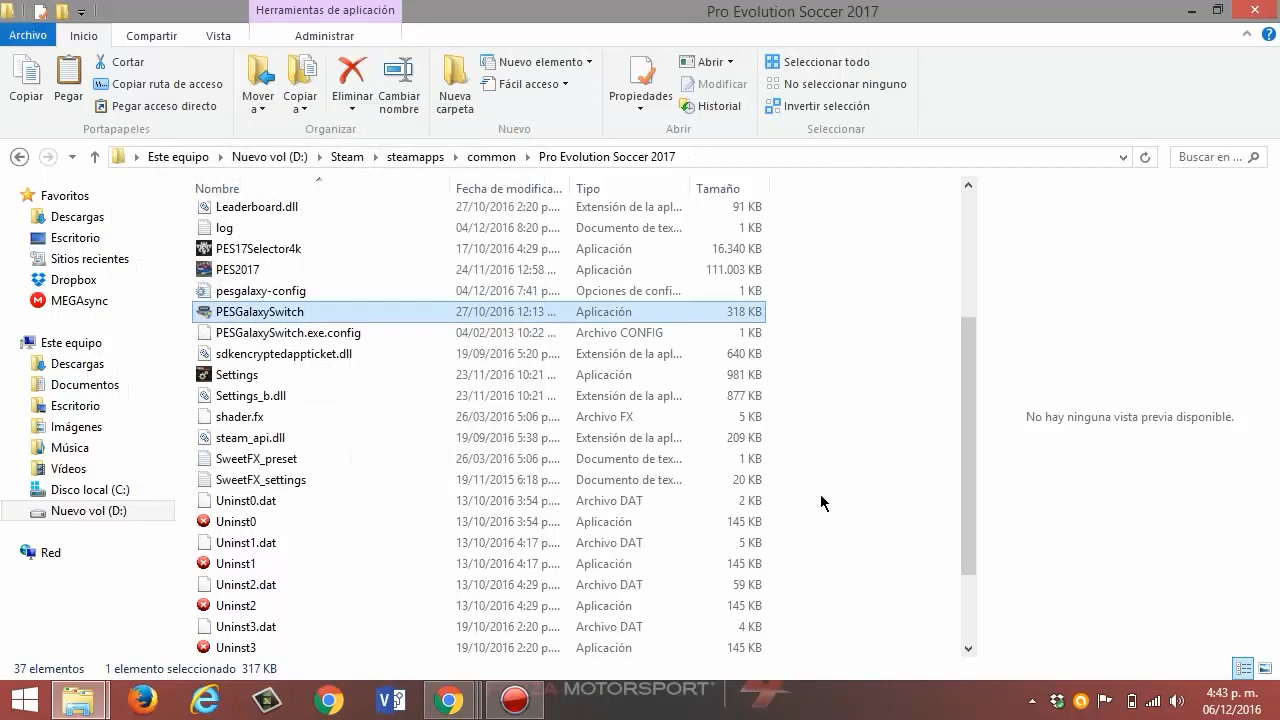 Herramientas de aplicación
Pro Evolution Soccer 2017
Archivo Inicio Compartir Vista Administrar
Copiar
Pegar
Cortar
Copiar ruta de acceso
Pegar acceso directo
Portapapeles
Mover a
Copiar a
Eliminar
Cambiar nombre
Organizar
Nueva carpeta
Nuevo elemento
Fácil acceso
Nuevo
Propiedades
Abrir
Modificar
Historial
Abrir
Seleccionar todo
No seleccionar ninguno
Invertir selección
Seleccionar
Este equipo Nuevo vol (D:) Steam steamapps common Pro Evolution Soccer 2017
Buscar en ...
Favoritos
Descargas
Escritorio
Sitios recientes
Dropbox
MEGAsync
Este equipo
Descargas
Documentos
Escritorio
Imágenes
Música
Vídeos
Disco local (C:)
Nuevo vol (D:)
Red
Nombre Fecha de modifica... Tipo Tamaño
Leaderboard.dll 27/10/2016 2:20 p.... Extensión de la apl... 91 KB
log 04/12/2016 8:20 p.... Documento de tex... 1 KB
PES17Selector4k 17/10/2016 4:29 p.... Aplicación 16.340 KB
PES2017 24/11/2016 12:58 ... Aplicación 111.003 KB
pesgalaxy-config 04/12/2016 7:41 p.... Opciones de confi... 1 KB
PESGalaxySwitch 27/10/2016 12:13 ... Aplicación 318 KB
PESGalaxySwitch.exe.config 04/02/2013 10:22 ... Archivo CONFIG 1 KB
sdkencryptedappticket.dll 19/09/2016 5:20 p.... Extensión de la apl... 640 KB
Settings 23/11/2016 10:21 ... Aplicación 981 KB
Settings_b.dll 23/11/2016 10:21 ... Extensión de la apl... 877 KB
shader.fx 26/03/2016 5:06 p.... Archivo FX 5 KB
steam_api.dll 19/09/2016 5:38 p.... Extensión de la apl... 209 KB
SweetFX_preset 26/03/2016 5:06 p.... Documento de tex... 1 KB
SweetFX_settings 19/11/2015 6:18 p.... Documento de tex... 20 KB
Uninst0.dat 13/10/2016 3:54 p.... Archivo DAT 2 KB
Uninst0 13/10/2016 3:54 p.... Aplicación 145 KB
Uninst1.dat 13/10/2016 4:17 p.... Archivo DAT 5 KB
Uninst1 13/10/2016 4:17 p.... Aplicación 145 KB
Uninst2.dat 13/10/2016 4:29 p.... Archivo DAT 59 KB
Uninst2 13/10/2016 4:29 p.... Aplicación 145 KB
Uninst3.dat 19/10/2016 2:20 p.... Archivo DAT 4 KB
Uninst3 19/10/2016 2:20 p.... Aplicación 145 KB
No hay ninguna vista previa disponible.
37 elementos 1 elemento seleccionado 317 KB
MOTORSPORT
4:43 p. m.
06/12/2016